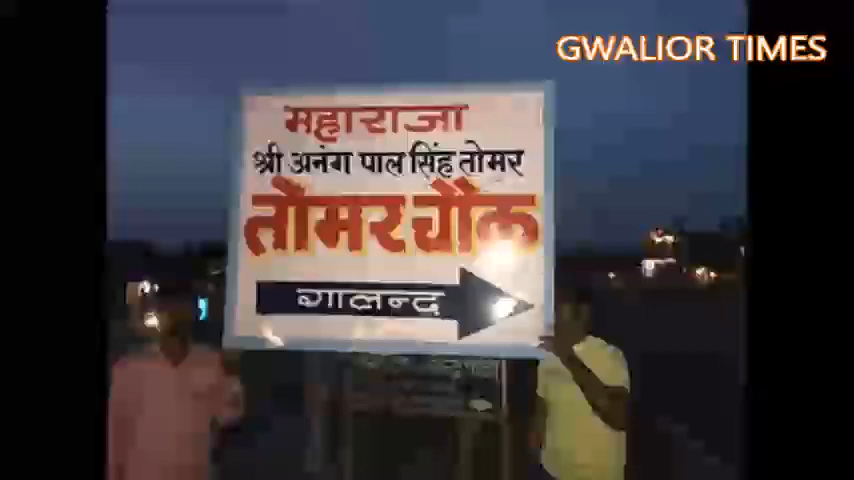 GWALIOR TIMES
महाराजा
श्री अनंग पाल सिंह तोमर
तोमर चौक
गालन्द